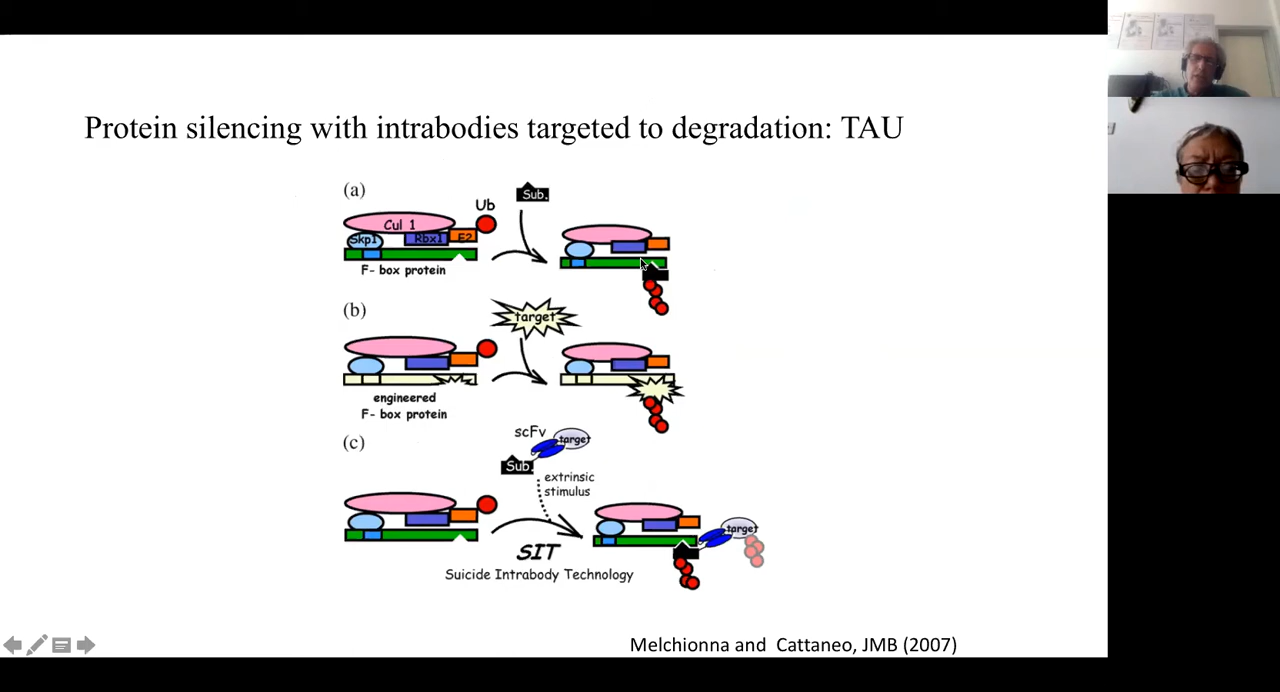 Protein silencing with intrabodies targeted to degradation: TAU
(a)
Ub
Sub.
Cul 1
Skp1
Rbx1
E2
F- box protein
(b)
target
engineered
F- box protein
(c)
scFv
target
Sub.
extrinsic
stimulus
target
SIT
Suicide Intrabody Technology
Melchionna and Cattaneo, JMB (2007)